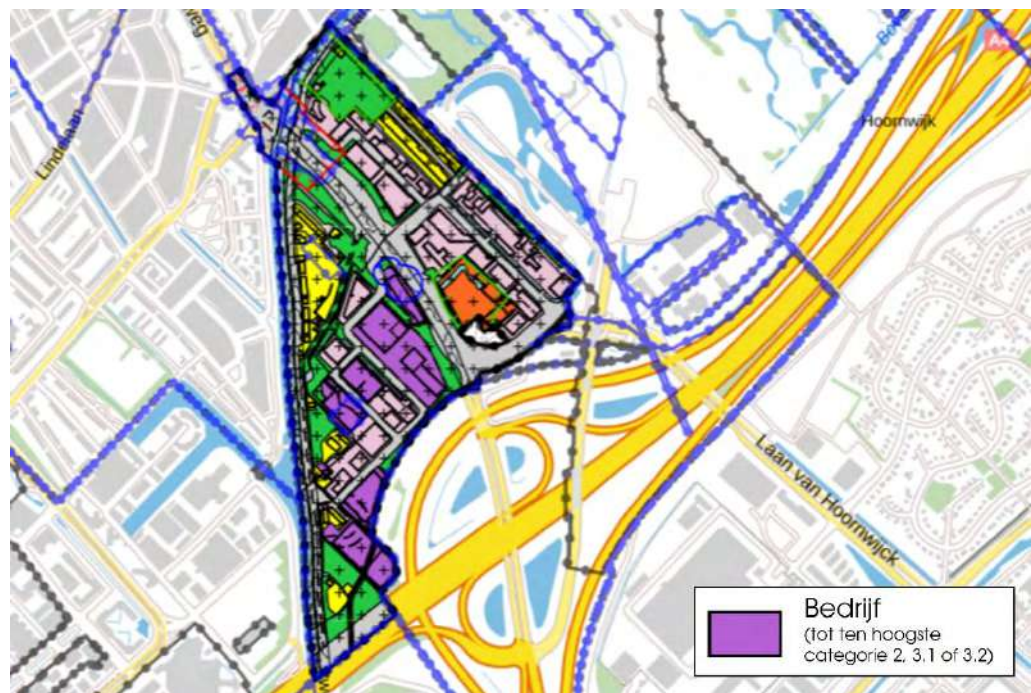 Lindelaan
Hoornwijk
Laan van Hoornwijck
Bedrijf
(tot ten hoogste
categorie 2, 3.1 of 3.2)